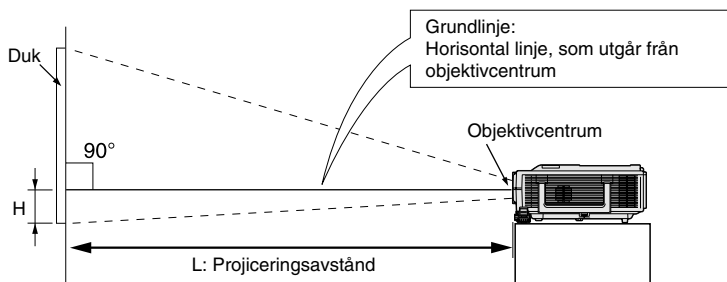 Grundlinje:
Horisontal linje, som utgår från
objektivcentrum
Duk
Objektivcentrum
90°
H
L: Projiceringsavstånd